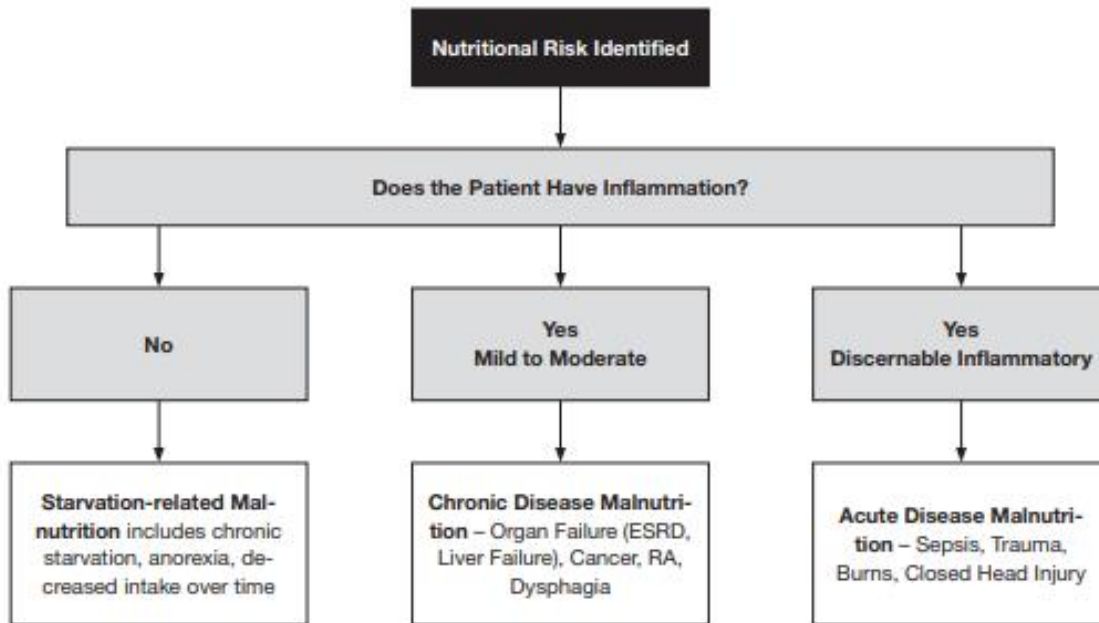 Nutritional Risk Identified
Does the Patient Have Inflammation?
No
Yes
Mild to Moderate
Yes
Discernable Inflammatory
Starvation-related Mal-
nutrition includes chronic
starvation, anorexia, de-
creased intake over time
Chronic Disease Malnutri-
tion – Organ Failure (ESRD,
Liver Failure), Cancer, RA,
Dysphagia
Acute Disease Malnutri-
tion – Sepsis, Trauma,
Burns, Closed Head Injury